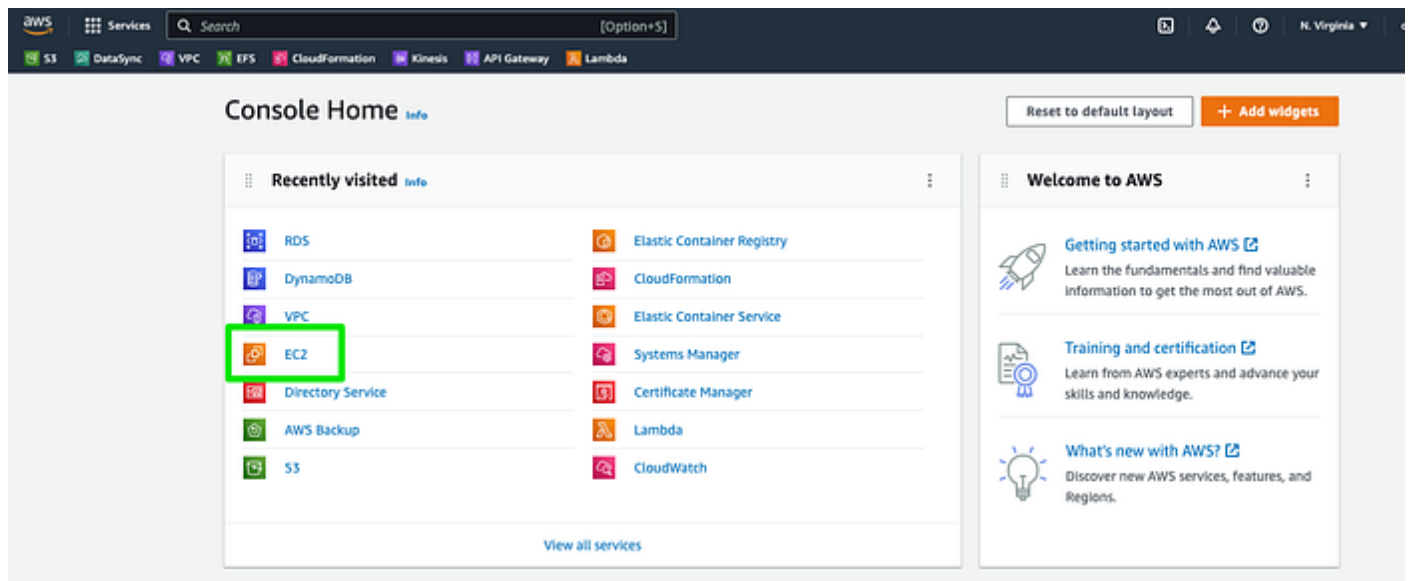 aws Services Search [Option+S] N. Virginia
S3 DataSync VPC EFS CloudFormation Kinesis API Gateway Lambda
Console Home Info
Reset to default layout + Add widgets
Recently visited Info
RDS
DynamoDB
VPC
EC2
Directory Service
AWS Backup
S3
Elastic Container Registry
CloudFormation
Elastic Container Service
Systems Manager
Certificate Manager
Lambda
CloudWatch
View all services
Welcome to AWS
Getting started with AWS
Learn the fundamentals and find valuable
information to get the most out of AWS.
Training and certification
Learn from AWS experts and advance your
skills and knowledge.
What's new with AWS?
Discover new AWS services, features, and
Regions.